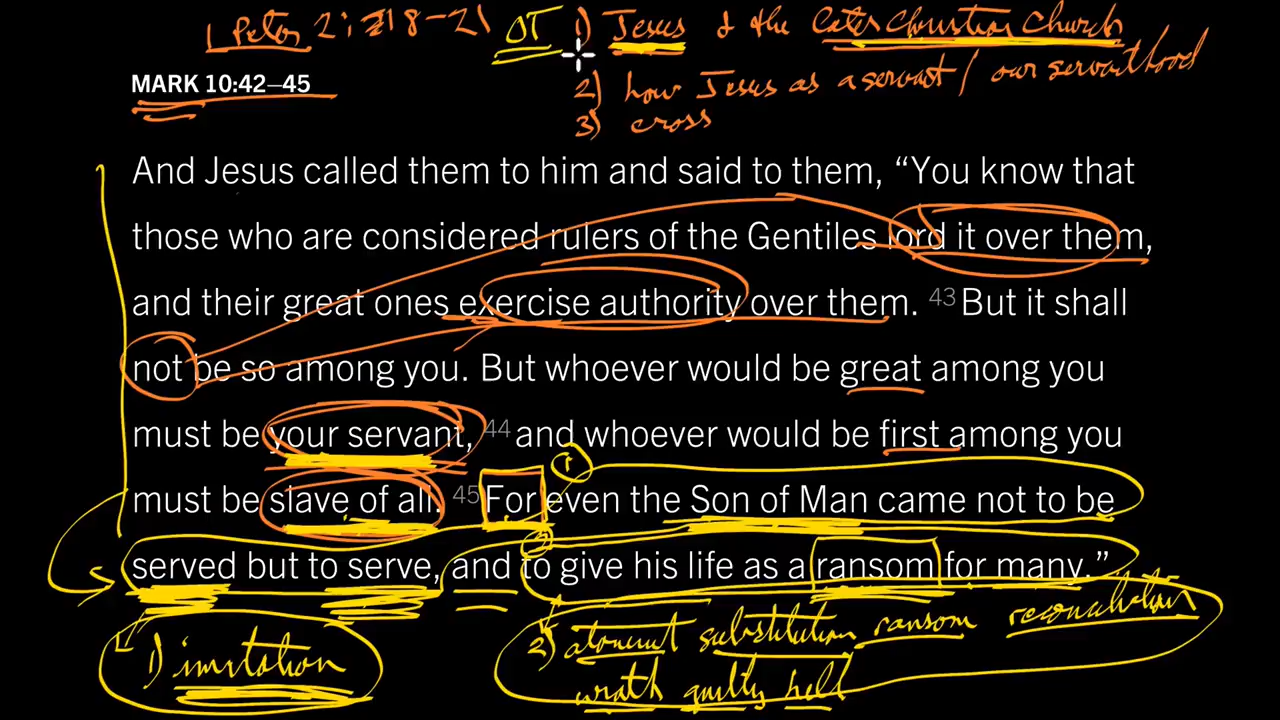 1 Peter 2:18-21 OT 1) Jesus & the later Christian Church
2) how Jesus as a servant / our servanthood
3) cross
MARK 10:42–45
And Jesus called them to him and said to them, “You know that
those who are considered rulers of the Gentiles lord it over them,
and their great ones exercise authority over them. 43 But it shall
not be so among you. But whoever would be great among you
must be your servant, 44 and whoever would be first among you
1
must be slave of all. 45 For even the Son of Man came not to be
2
served but to serve, and to give his life as a ransom for many.”
2) atonement substitution ransom reconciliation
1) imitation
wrath guilty hell